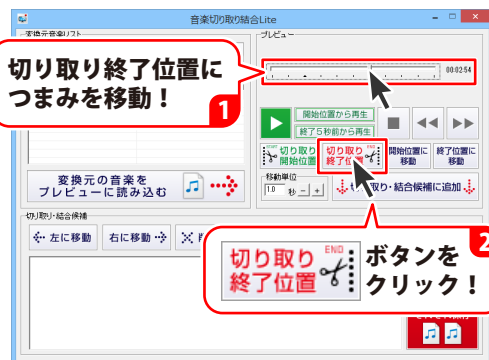 音楽切り取り結合Lite
変換元音楽リスト
プレビュー
切り取り終了位置に
つまみを移動！
1
00:02:54
開始位置から再生
終了5秒前から再生
START
切り取り
開始位置
切り取り
終了位置
END
開始位置に
移動
終了位置に
移動
移動単位
1.0 秒 - +
変換元の音楽を
プレビューに読み込む
取り・結合候補に追加
切り取り・結合候補
左に移動
右に移動
切り取り
終了位置
END
ボタンを
クリック！
2